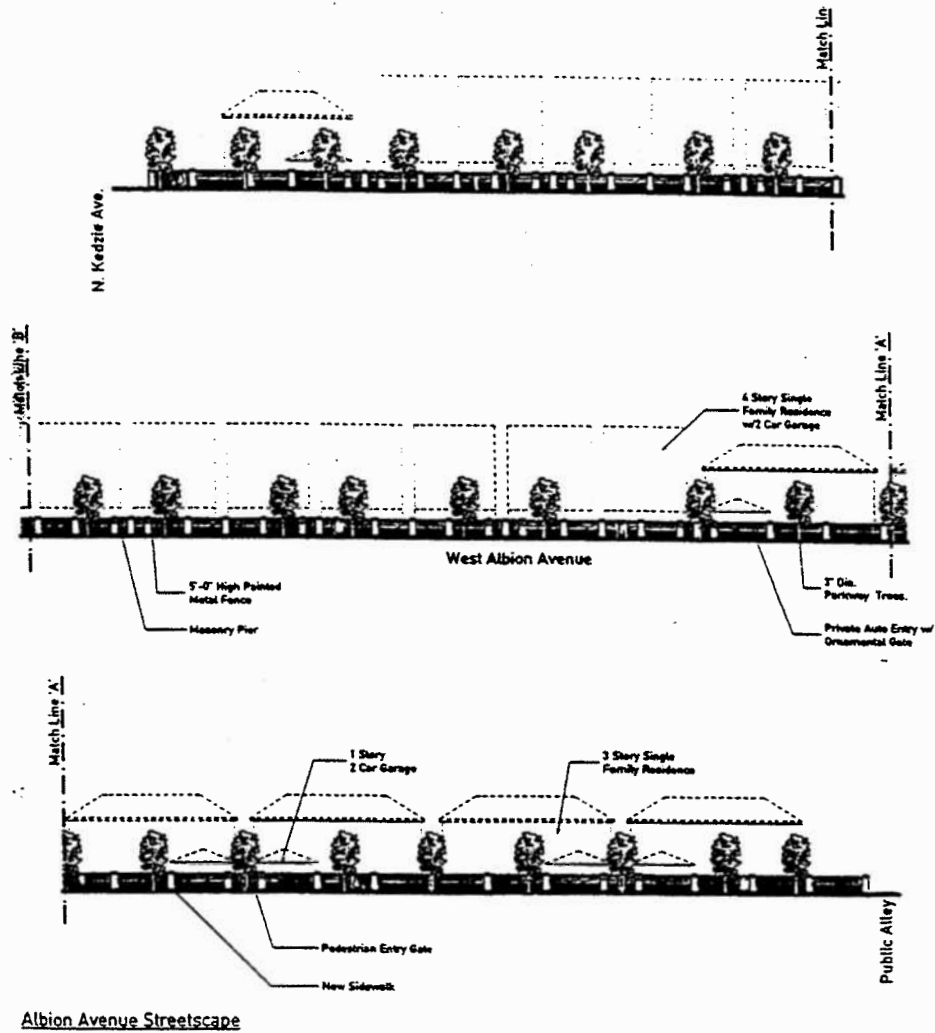 Match Lin
N. Kedzie Ave.
Match Line 'B'
Match Line 'A'
4 Story Single
Family Residence
w/2 Car Garage
West Albion Avenue
5'-0" High Painted
Metal Fence
Masonry Pier
3" Dia.
Parkway Trees.
Private Auto Entry w/
Ornamental Gate
Match Line 'A'
1 Story
2 Car Garage
3 Story Single
Family Residence
Pedestrian Entry Gate
New Sidewalk
Public Alley
Albion Avenue Streetscape